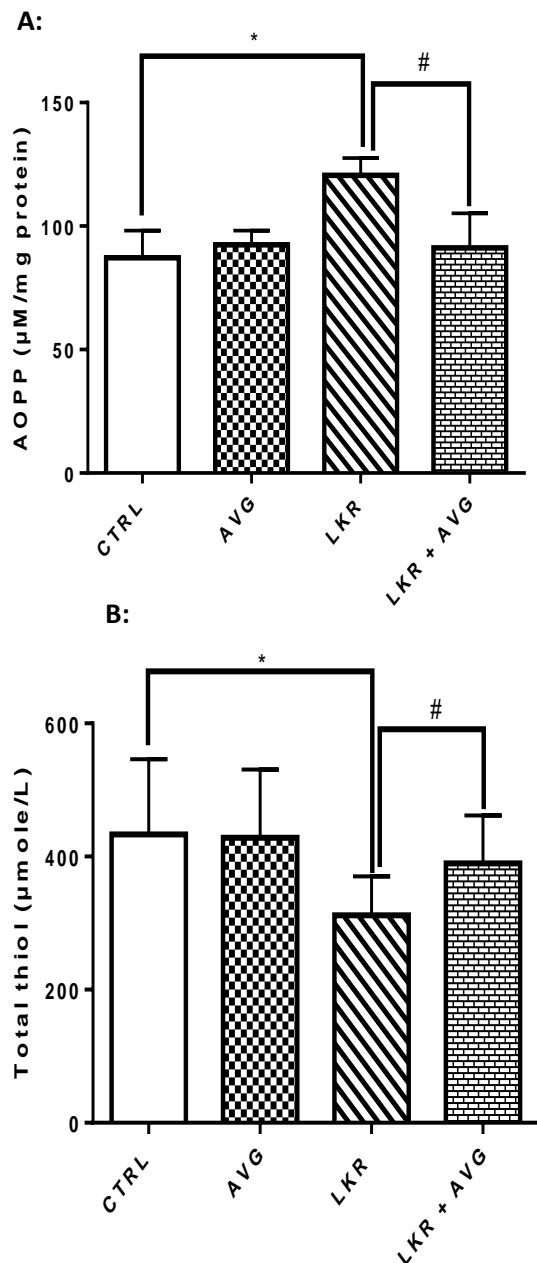 A:
*
#
AOPP (µM/mg protein)
150
100
50
0
CTRL
AVG
LKR
LKR + AVG
B:
*
#
Total thiol (µmole/L)
600
400
200
0
CTRL
AVG
LKR
LKR + AVG